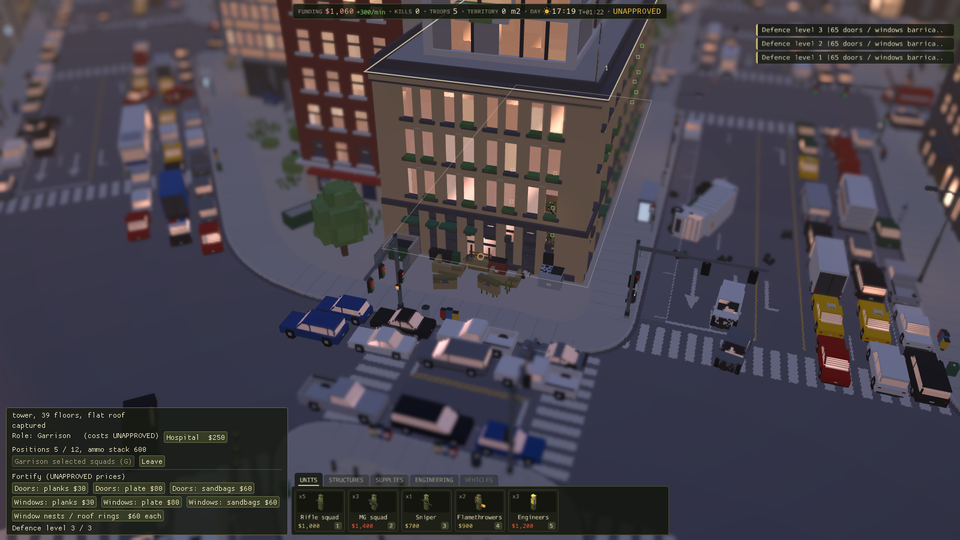 FUNDING $1,060 +300/min · KILLS 0 · TROOPS 5 · TERRITORY 0 m2 · DAY 17:19 T=01:22 · UNAPPROVED
Defence level 3 (65 doors / windows barrica..
Defence level 2 (65 doors / windows barrica..
Defence level 1 (65 doors / windows barrica..
1
tower, 39 floors, flat roof
captured
Role: Garrison (costs UNAPPROVED) Hospital $250
Positions 5 / 12, ammo stack 600
Garrison selected squads (G) Leave
Fortify (UNAPPROVED prices)
Doors: planks $30 Doors: plate $80 Doors: sandbags $60
Windows: planks $30 Windows: plate $80 Windows: sandbags $60
Window nests / roof rings $60 each
Defence level 3 / 3
UNITS STRUCTURES SUPPLIES ENGINEERING VEHICLES
x5 x3 x1 x2 x3
Rifle squad MG squad Sniper Flamethrowers Engineers
$1,000 1 $1,400 2 $700 3 $900 4 $1,200 5